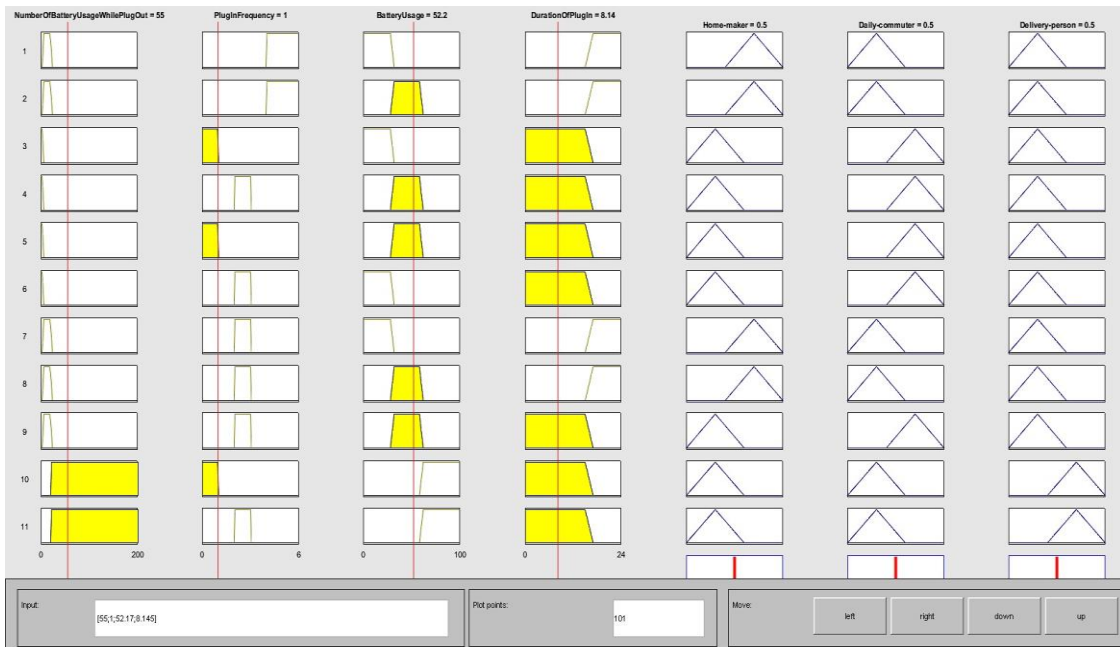 NumberOfBatteryUsageWhilePlugOut = 55
PlugInFrequency = 1
BatteryUsage = 52.2
DurationOfPlugIn = 8.14
Home-maker = 0.5
Daily-commuter = 0.5
Delivery-person = 0.5
1
2
3
4
5
6
7
8
9
10
11
0 200
0 6
0 100
0 24
Input:
[55;1;52.17;8.145]
Plot points:
101
Move:
left
right
down
up